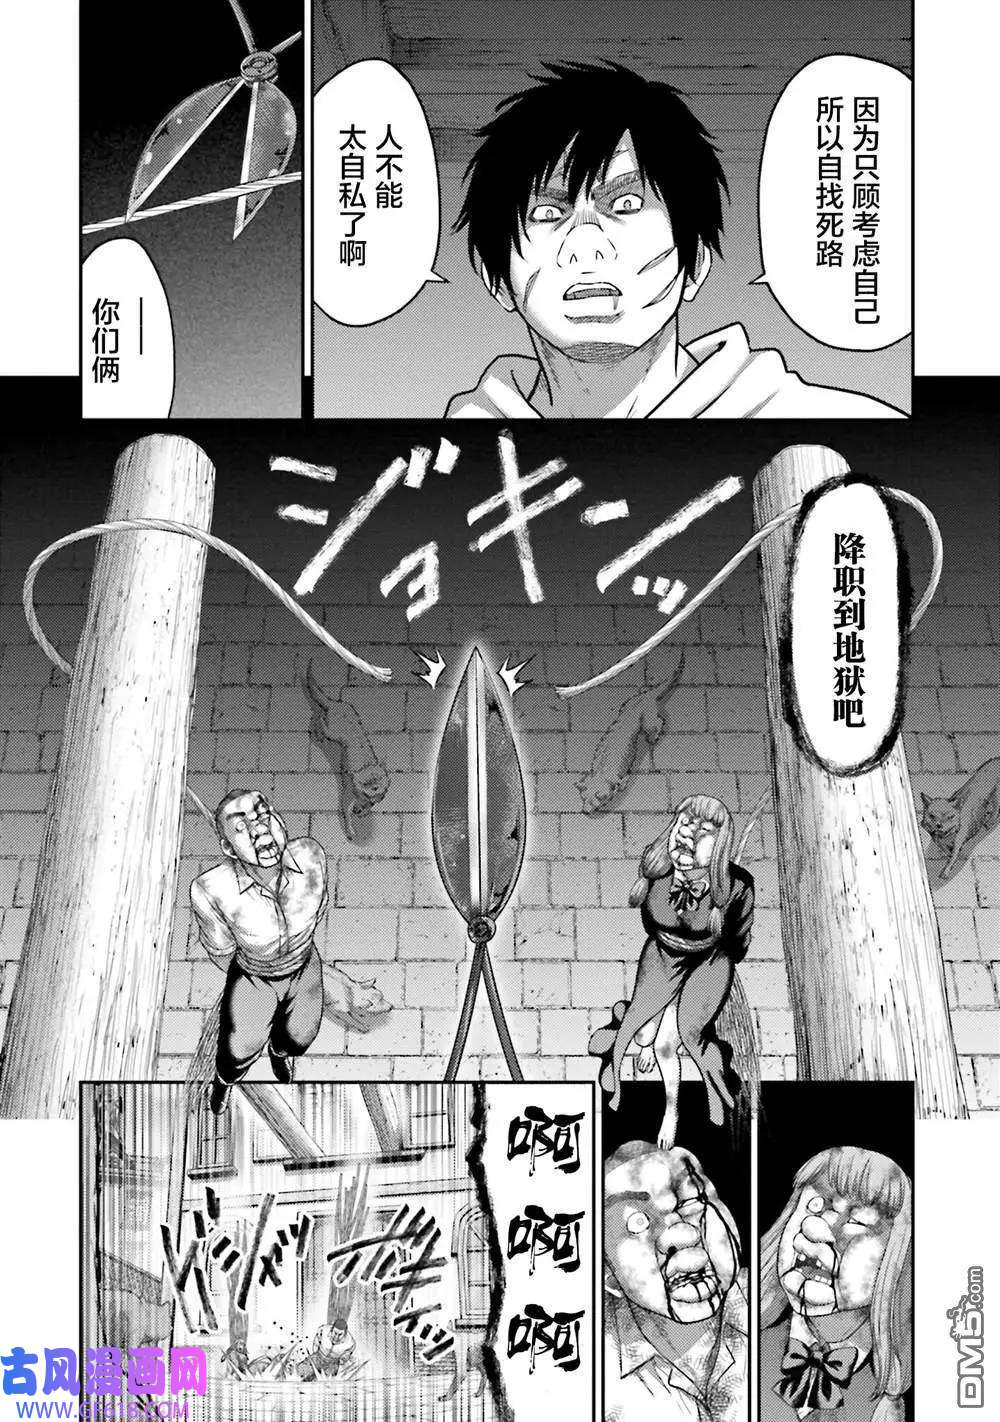 因为只顾考虑自己
所以自找死路
人不能
太自私了啊
——
你们俩
ジョキンッ
降职到地狱吧
啊
啊
啊
古风漫画网
www.GF618.COM
DM5.com